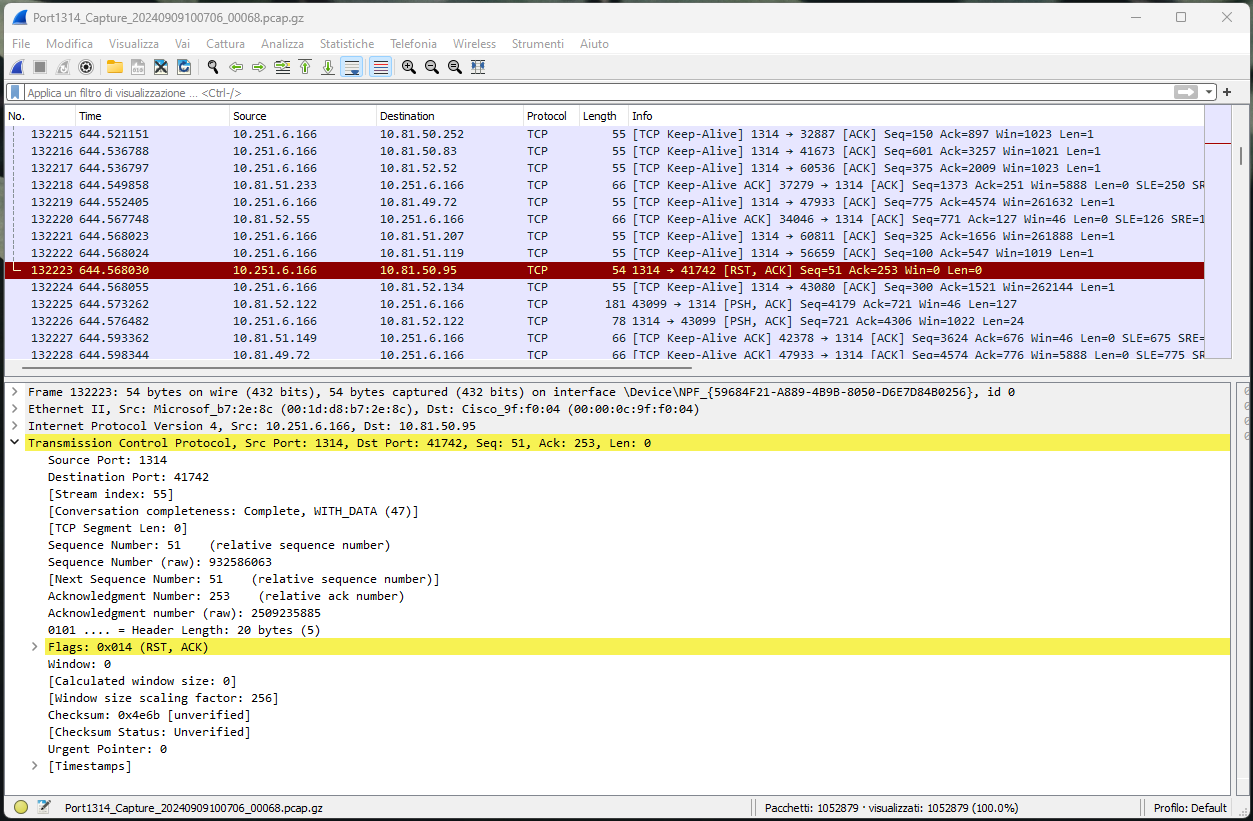 Port1314_Capture_20240909100706_00068.pcap.gz
File Modifica Visualizza Vai Cattura Analizza Statistiche Telefonia Wireless Strumenti Aiuto
Applica un filtro di visualizzazione ... <Ctrl-/>
No. Time Source Destination Protocol Length Info
132215 644.521151 10.251.6.166 10.81.50.252 TCP 55 [TCP Keep-Alive] 1314 → 32887 [ACK] Seq=150 Ack=897 Win=1023 Len=1
132216 644.536788 10.251.6.166 10.81.50.83 TCP 55 [TCP Keep-Alive] 1314 → 41673 [ACK] Seq=601 Ack=3257 Win=1021 Len=1
132217 644.536797 10.251.6.166 10.81.52.52 TCP 55 [TCP Keep-Alive] 1314 → 60536 [ACK] Seq=375 Ack=2009 Win=1023 Len=1
132218 644.549858 10.81.51.233 10.251.6.166 TCP 66 [TCP Keep-Alive ACK] 37279 → 1314 [ACK] Seq=1373 Ack=251 Win=5888 Len=0 SLE=250 SR
132219 644.552405 10.251.6.166 10.81.49.72 TCP 55 [TCP Keep-Alive] 1314 → 47933 [ACK] Seq=775 Ack=4574 Win=261632 Len=1
132220 644.567748 10.81.52.55 10.251.6.166 TCP 66 [TCP Keep-Alive ACK] 34046 → 1314 [ACK] Seq=771 Ack=127 Win=46 Len=0 SLE=126 SRE=1
132221 644.568023 10.251.6.166 10.81.51.207 TCP 55 [TCP Keep-Alive] 1314 → 60811 [ACK] Seq=325 Ack=1656 Win=261888 Len=1
132222 644.568024 10.251.6.166 10.81.51.119 TCP 55 [TCP Keep-Alive] 1314 → 56659 [ACK] Seq=100 Ack=547 Win=1019 Len=1
132223 644.568030 10.251.6.166 10.81.50.95 TCP 54 1314 → 41742 [RST, ACK] Seq=51 Ack=253 Win=0 Len=0
132224 644.568055 10.251.6.166 10.81.52.134 TCP 55 [TCP Keep-Alive] 1314 → 43080 [ACK] Seq=300 Ack=1521 Win=262144 Len=1
132225 644.573262 10.81.52.122 10.251.6.166 TCP 181 43099 → 1314 [PSH, ACK] Seq=4179 Ack=721 Win=46 Len=127
132226 644.576482 10.251.6.166 10.81.52.122 TCP 78 1314 → 43099 [PSH, ACK] Seq=721 Ack=4306 Win=1022 Len=24
132227 644.593362 10.81.51.149 10.251.6.166 TCP 66 [TCP Keep-Alive ACK] 42378 → 1314 [ACK] Seq=3624 Ack=676 Win=46 Len=0 SLE=675 SRE=
132228 644.598344 10.81.49.72 10.251.6.166 TCP 66 [TCP Keep-Alive ACK] 47933 → 1314 [ACK] Seq=4574 Ack=776 Win=5888 Len=0 SLE=775 SR
Frame 132223: 54 bytes on wire (432 bits), 54 bytes captured (432 bits) on interface \Device\NPF_{59684F21-A889-4B9B-8050-D6E7D84B0256}, id 0
Ethernet II, Src: Microsof_b7:2e:8c (00:1d:d8:b7:2e:8c), Dst: Cisco_9f:f0:04 (00:00:0c:9f:f0:04)
Internet Protocol Version 4, Src: 10.251.6.166, Dst: 10.81.50.95
Transmission Control Protocol, Src Port: 1314, Dst Port: 41742, Seq: 51, Ack: 253, Len: 0
Source Port: 1314
Destination Port: 41742
[Stream index: 55]
[Conversation completeness: Complete, WITH_DATA (47)]
[TCP Segment Len: 0]
Sequence Number: 51 (relative sequence number)
Sequence Number (raw): 932586063
[Next Sequence Number: 51 (relative sequence number)]
Acknowledgment Number: 253 (relative ack number)
Acknowledgment number (raw): 2509235885
0101 .... = Header Length: 20 bytes (5)
Flags: 0x014 (RST, ACK)
Window: 0
[Calculated window size: 0]
[Window size scaling factor: 256]
Checksum: 0x4e6b [unverified]
[Checksum Status: Unverified]
Urgent Pointer: 0
[Timestamps]
Port1314_Capture_20240909100706_00068.pcap.gz Pacchetti: 1052879 · visualizzati: 1052879 (100.0%) Profilo: Default